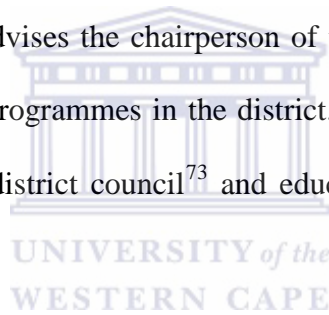 dvises the chairperson of
rogrammes in the district.
district council73 and educ
UNIVERSITY of the
WESTERN CAPE